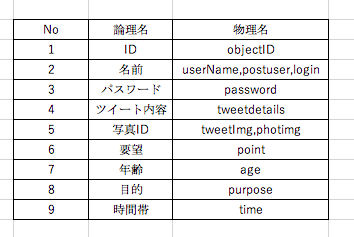 No 論理名 物理名
1 ID objectID
2 名前 userName,postuser,login
3 パスワード password
4 ツイート内容 tweetdetails
5 写真ID tweetImg,photimg
6 要望 point
7 年齢 age
8 目的 purpose
9 時間帯 time